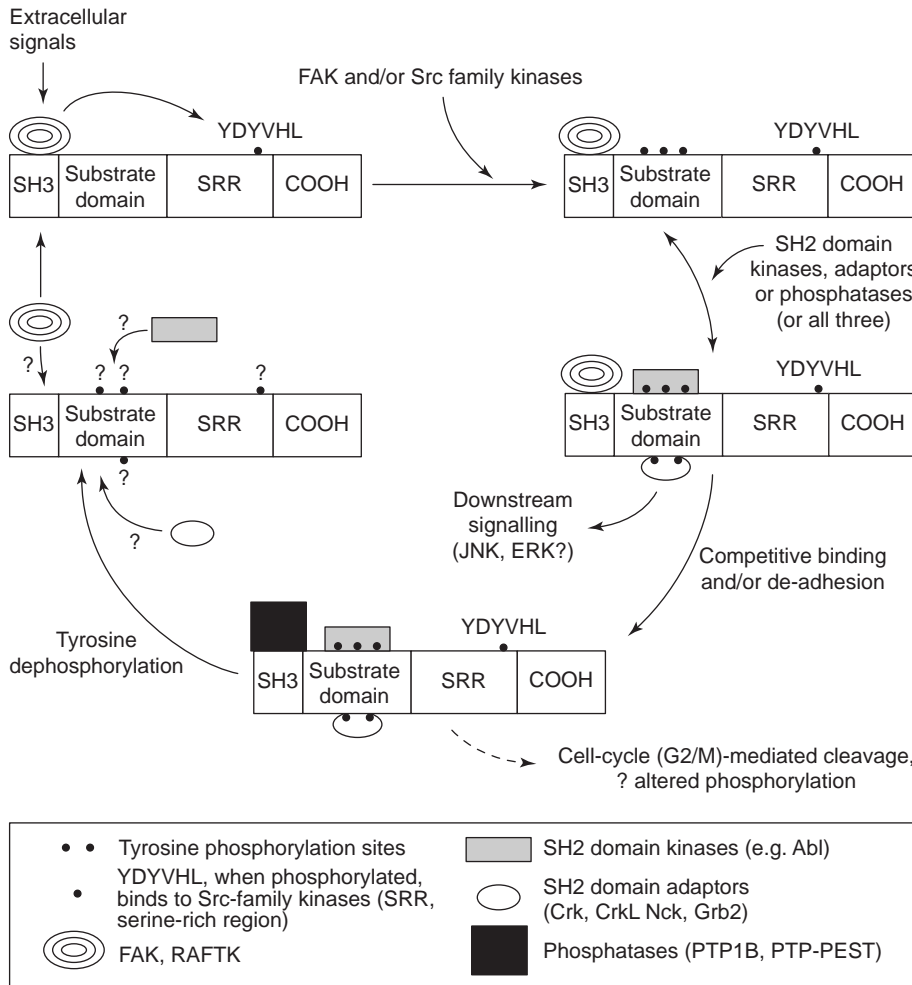 Extracellular
signals
FAK and/or Src family kinases
YDYVHL
SH3
Substrate
domain
SRR
COOH
YDYVHL
SH3
Substrate
domain
SRR
COOH
SH2 domain
kinases, adaptors
or phosphatases
(or all three)
?
?
? ?
?
SH3
Substrate
domain
SRR
COOH
?
?
YDYVHL
SH3
Substrate
domain
SRR
COOH
Downstream
signalling
(JNK, ERK?)
Competitive binding
and/or de-adhesion
Tyrosine
dephosphorylation
YDYVHL
SH3
Substrate
domain
SRR
COOH
Cell-cycle (G2/M)-mediated cleavage,
? altered phosphorylation
Tyrosine phosphorylation sites
YDYVHL, when phosphorylated,
binds to Src-family kinases (SRR,
serine-rich region)
FAK, RAFTK
SH2 domain kinases (e.g. Abl)
SH2 domain adaptors
(Crk, CrkL Nck, Grb2)
Phosphatases (PTP1B, PTP-PEST)